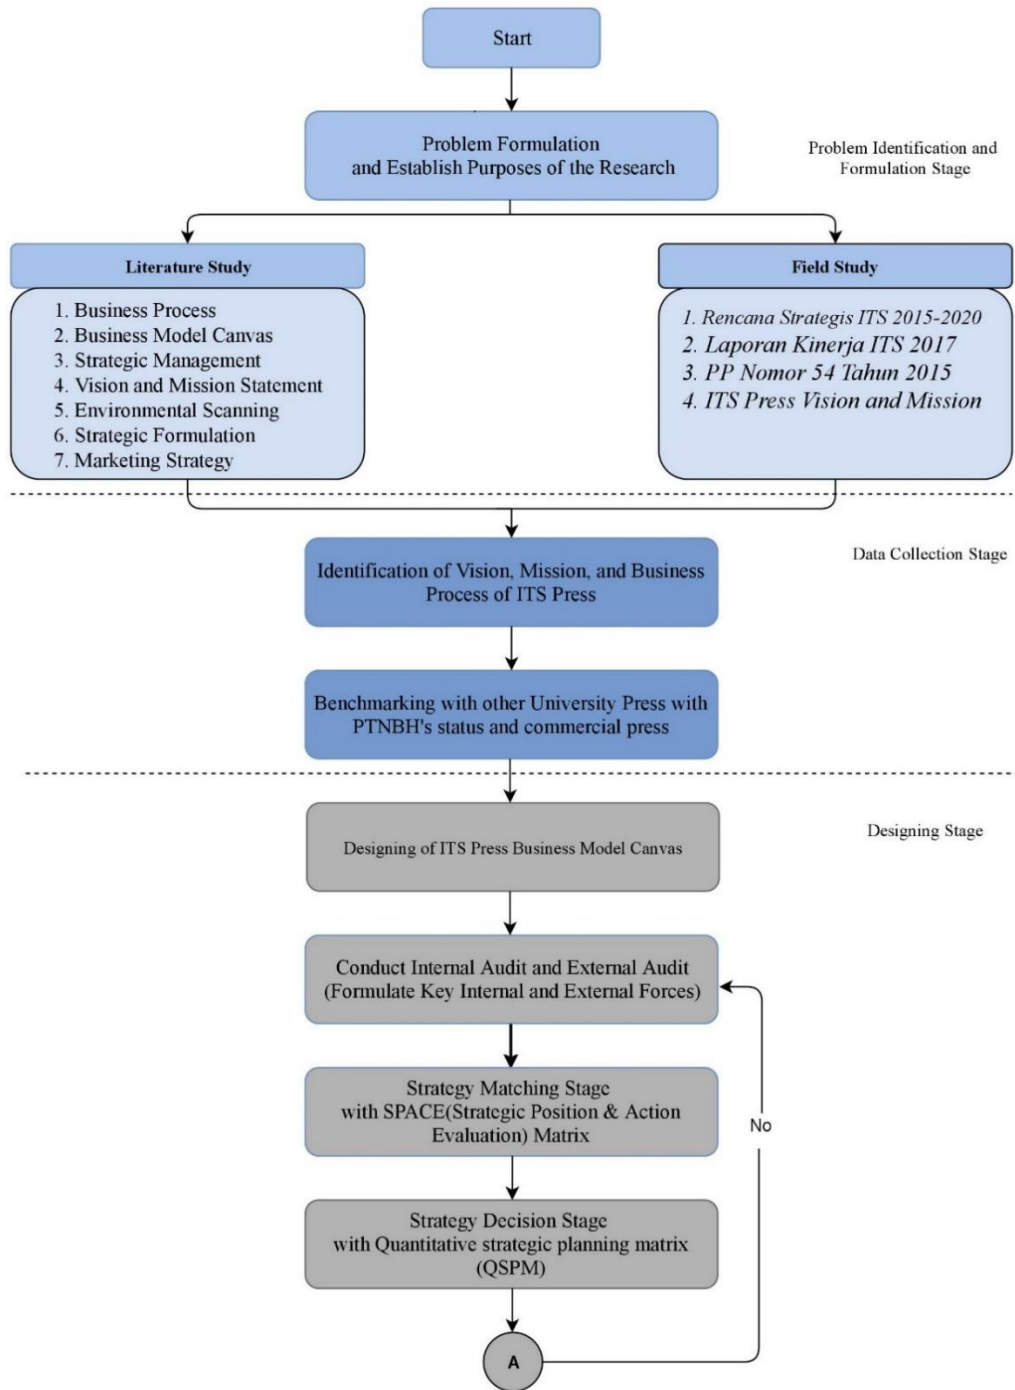 Start
Problem Formulation
and Establish Purposes of the Research
Problem Identification and
Formulation Stage
Literature Study
1. Business Process
2. Business Model Canvas
3. Strategic Management
4. Vision and Mission Statement
5. Environmental Scanning
6. Strategic Formulation
7. Marketing Strategy
Field Study
1. Rencana Strategis ITS 2015-2020
2. Laporan Kinerja ITS 2017
3. PP Nomor 54 Tahun 2015
4. ITS Press Vision and Mission
Data Collection Stage
Identification of Vision, Mission, and Business
Process of ITS Press
Benchmarking with other University Press with
PTNBH's status and commercial press
Designing Stage
Designing of ITS Press Business Model Canvas
Conduct Internal Audit and External Audit
(Formulate Key Internal and External Forces)
Strategy Matching Stage
with SPACE(Strategic Position & Action
Evaluation) Matrix
No
Strategy Decision Stage
with Quantitative strategic planning matrix
(QSPM)
A